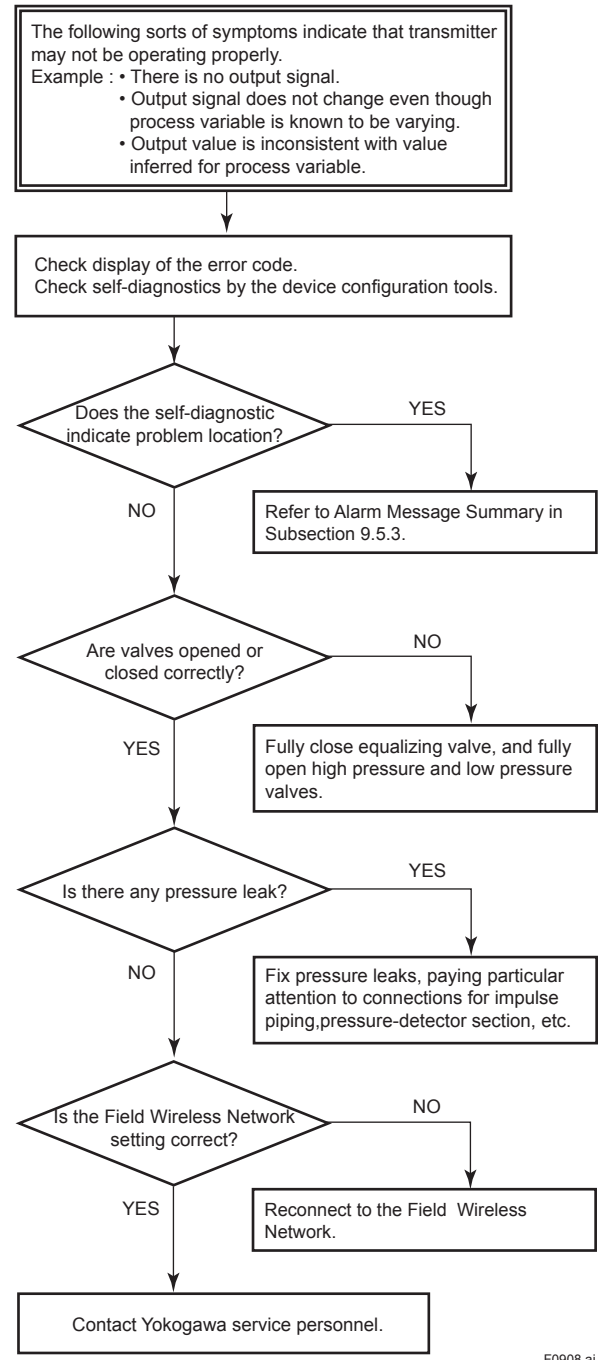 The following sorts of symptoms indicate that transmitter
may not be operating properly.
Example : • There is no output signal.
• Output signal does not change even though
process variable is known to be varying.
• Output value is inconsistent with value
inferred for process variable.
Check display of the error code.
Check self-diagnostics by the device configuration tools.
Does the self-diagnostic
indicate problem location?
YES
NO
Refer to Alarm Message Summary in
Subsection 9.5.3.
Are valves opened or
closed correctly?
NO
YES
Fully close equalizing valve, and fully
open high pressure and low pressure
valves.
Is there any pressure leak?
YES
NO
Fix pressure leaks, paying particular
attention to connections for impulse
piping,pressure-detector section, etc.
Is the Field Wireless Network
setting correct?
NO
YES
Reconnect to the Field Wireless
Network.
Contact Yokogawa service personnel.
F0908.ai